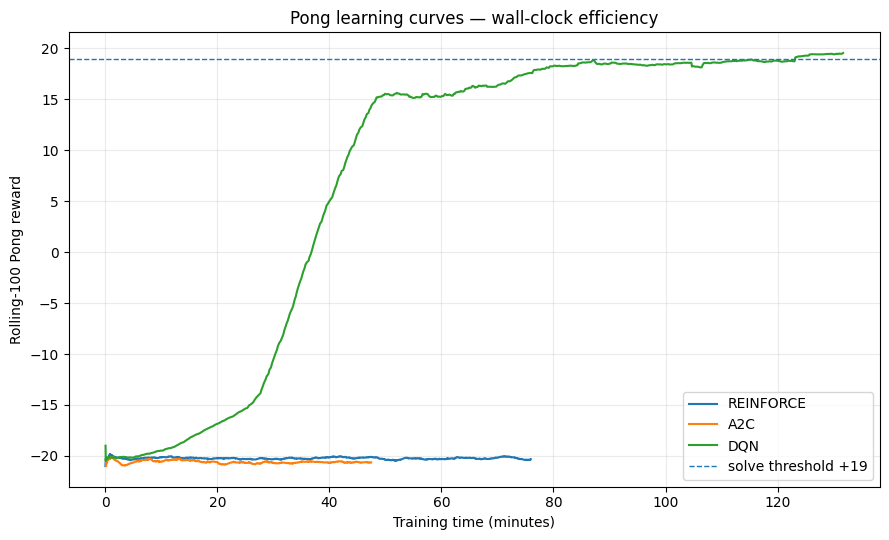 Pong learning curves — wall-clock efficiency
Rolling-100 Pong reward
20
15
10
5
0
−5
−10
−15
−20
0
20
40
60
80
100
120
Training time (minutes)
REINFORCE
A2C
DQN
solve threshold +19